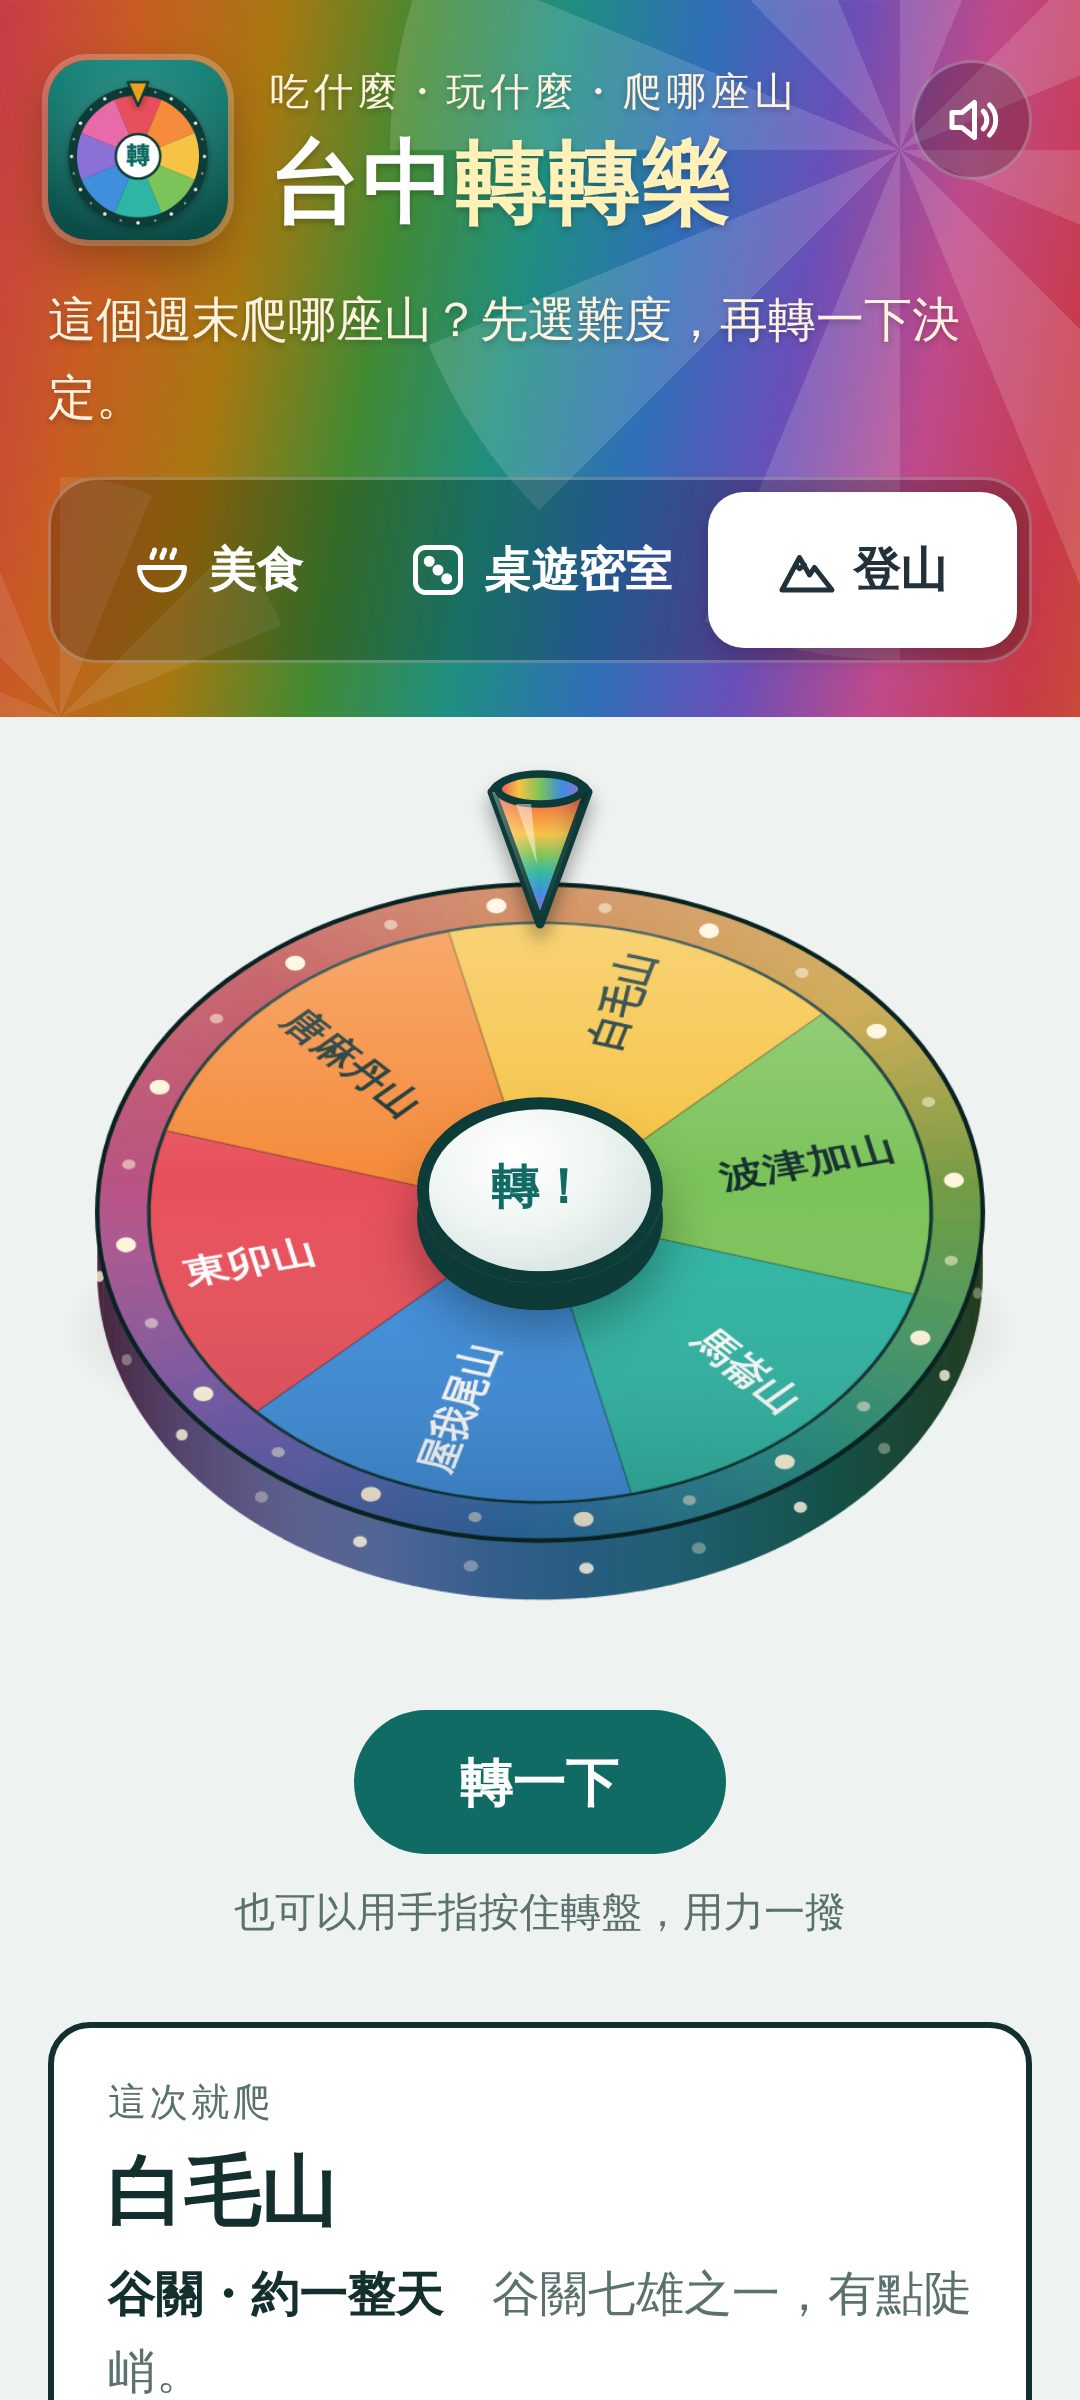 轉
吃什麼・玩什麼・爬哪座山
台中轉轉樂
這個週末爬哪座山？先選難度，再轉一下決
定。
美食
桌遊密室
登山
白毛山
唐麻丹山
波津加山
轉！
東卯山
馬崙山
屋我尾山
轉一下
也可以用手指按住轉盤，用力一撥
這次就爬
白毛山
谷關・約一整天　谷關七雄之一，有點陡
峭。